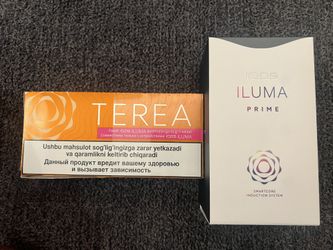 TEREA
Ushbu mahsulot sog'lig'ingizga zarar yetkazadi
va qaramlikni keltirib chiqaradi
Данный продукт вредит вашему здоровью
и вызывает зависимость
IQOS
ILUMA
PRIME
SMARTCORE
INDUCTION SYSTEM